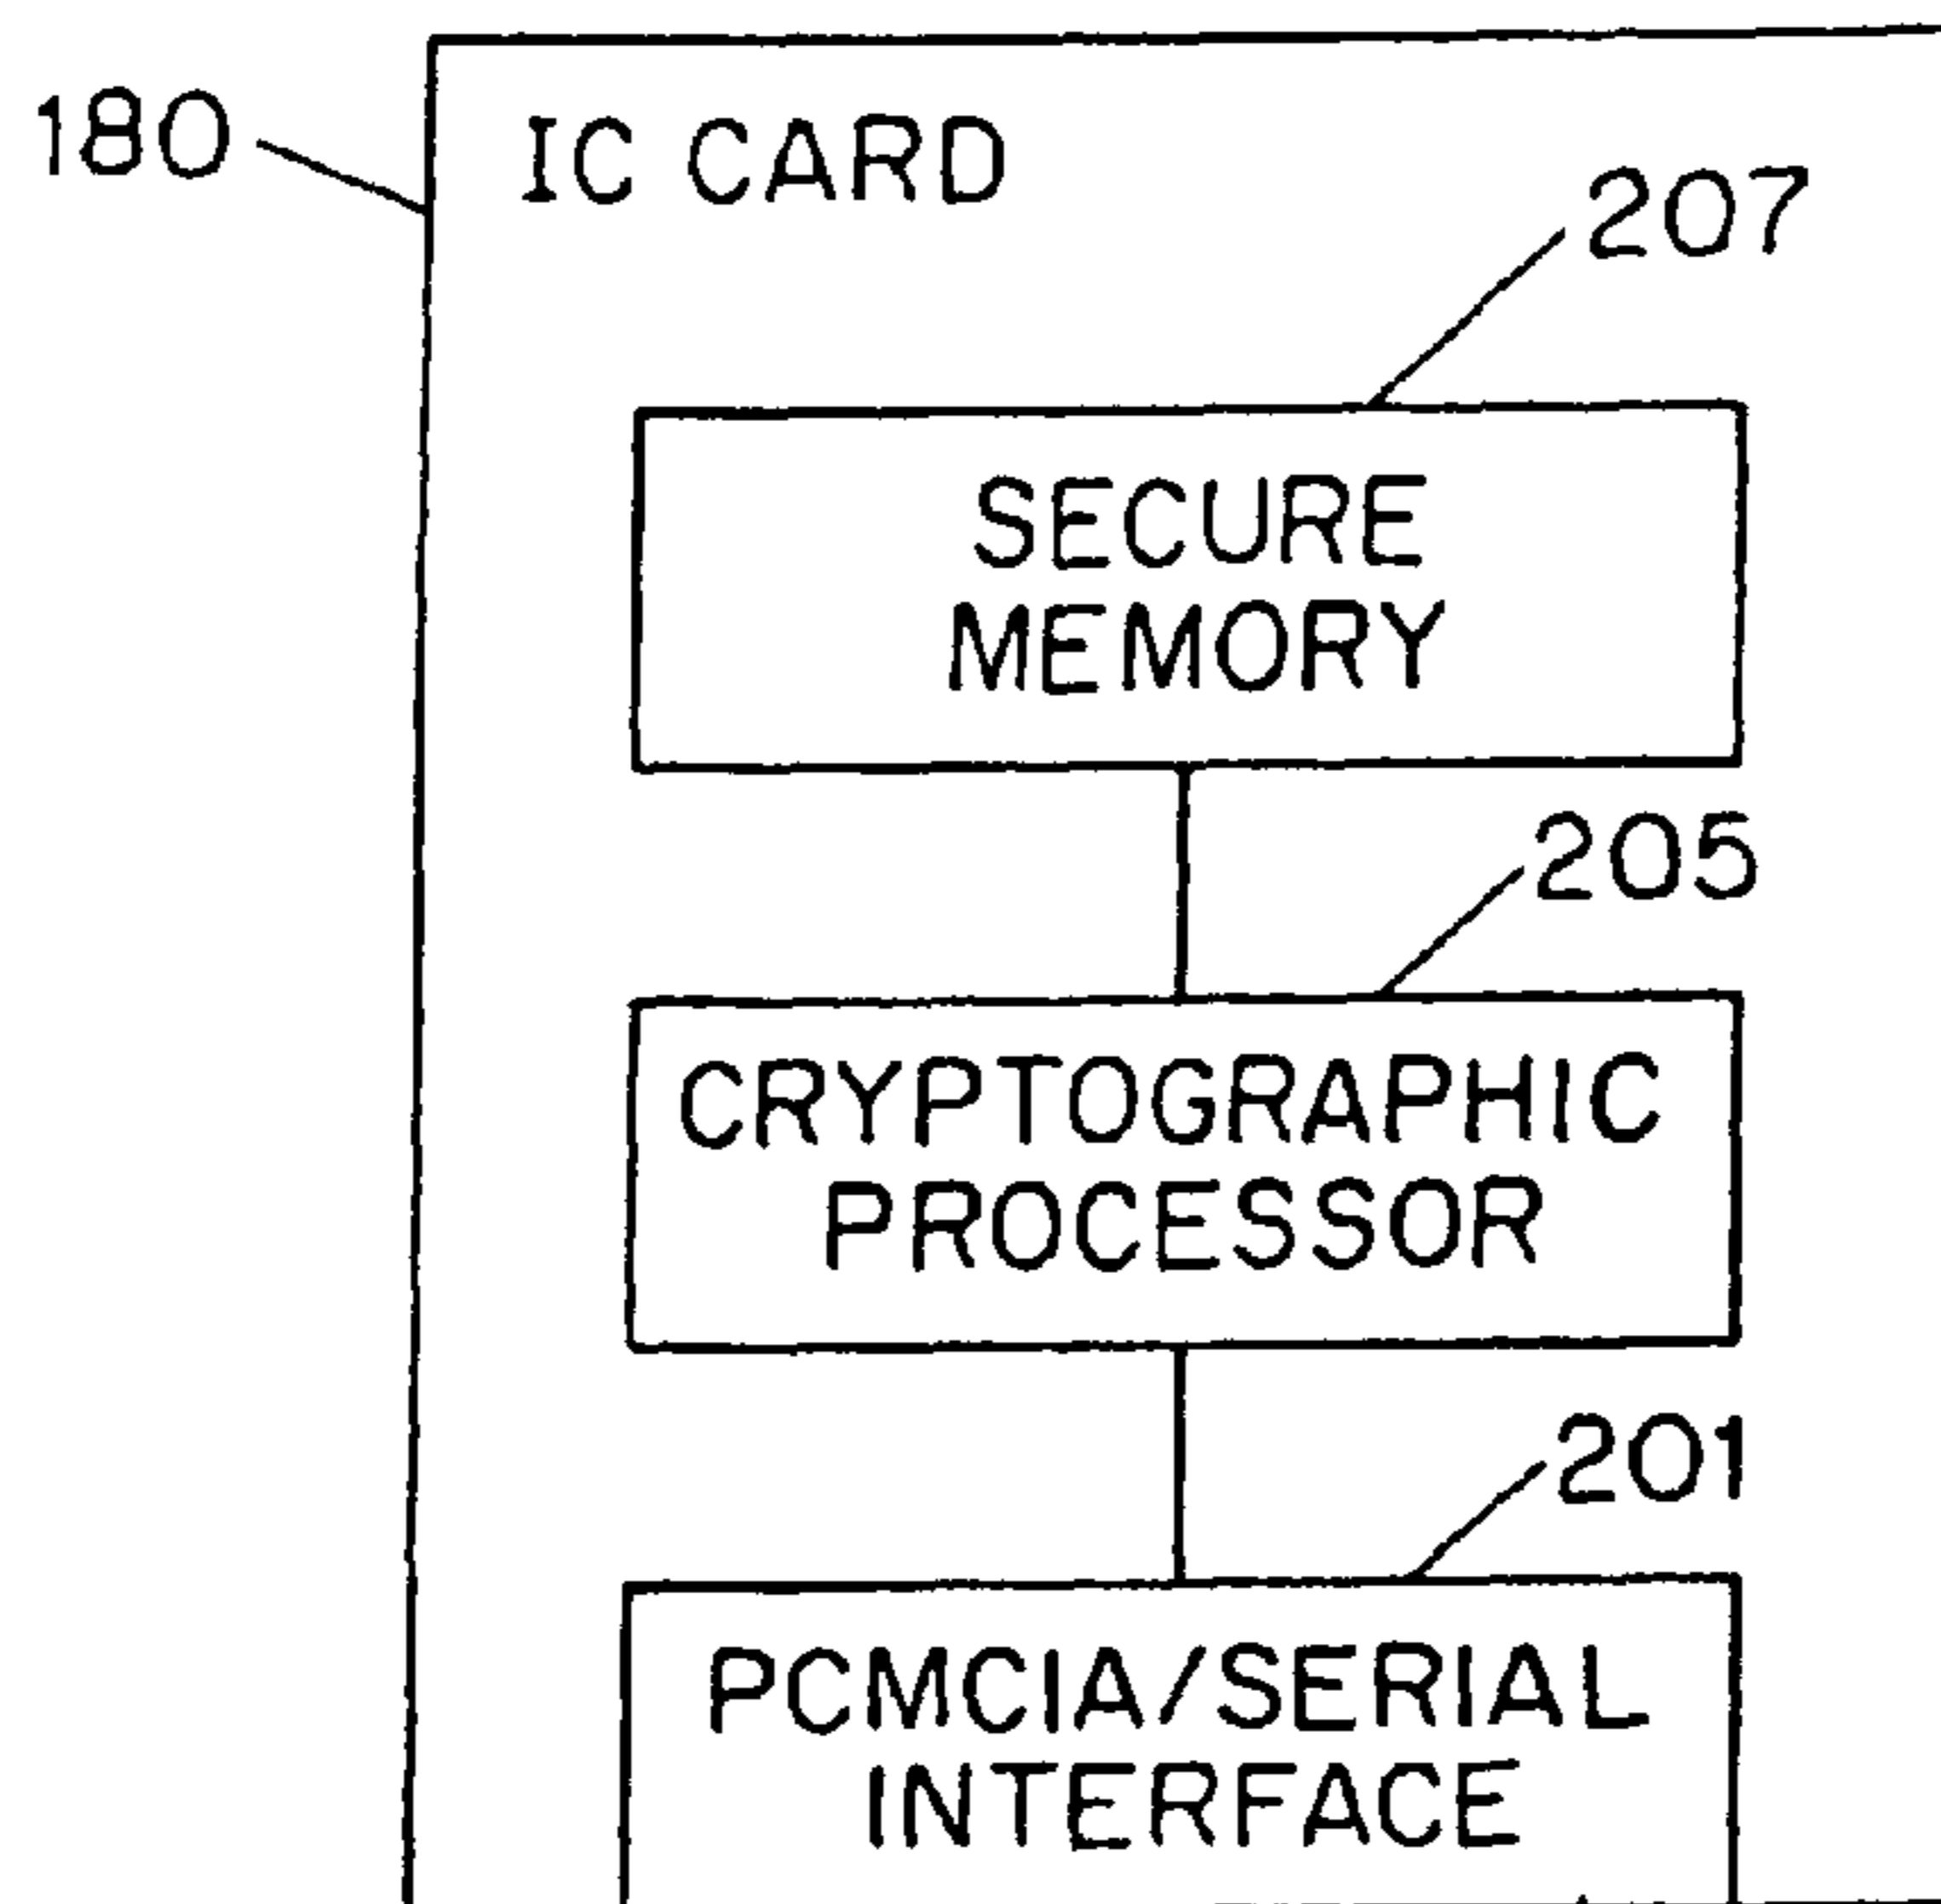 180
IC CARD
207
SECURE
MEMORY
205
CRYPTOGRAPHIC
PROCESSOR
201
PCMCIA/SERIAL
INTERFACE